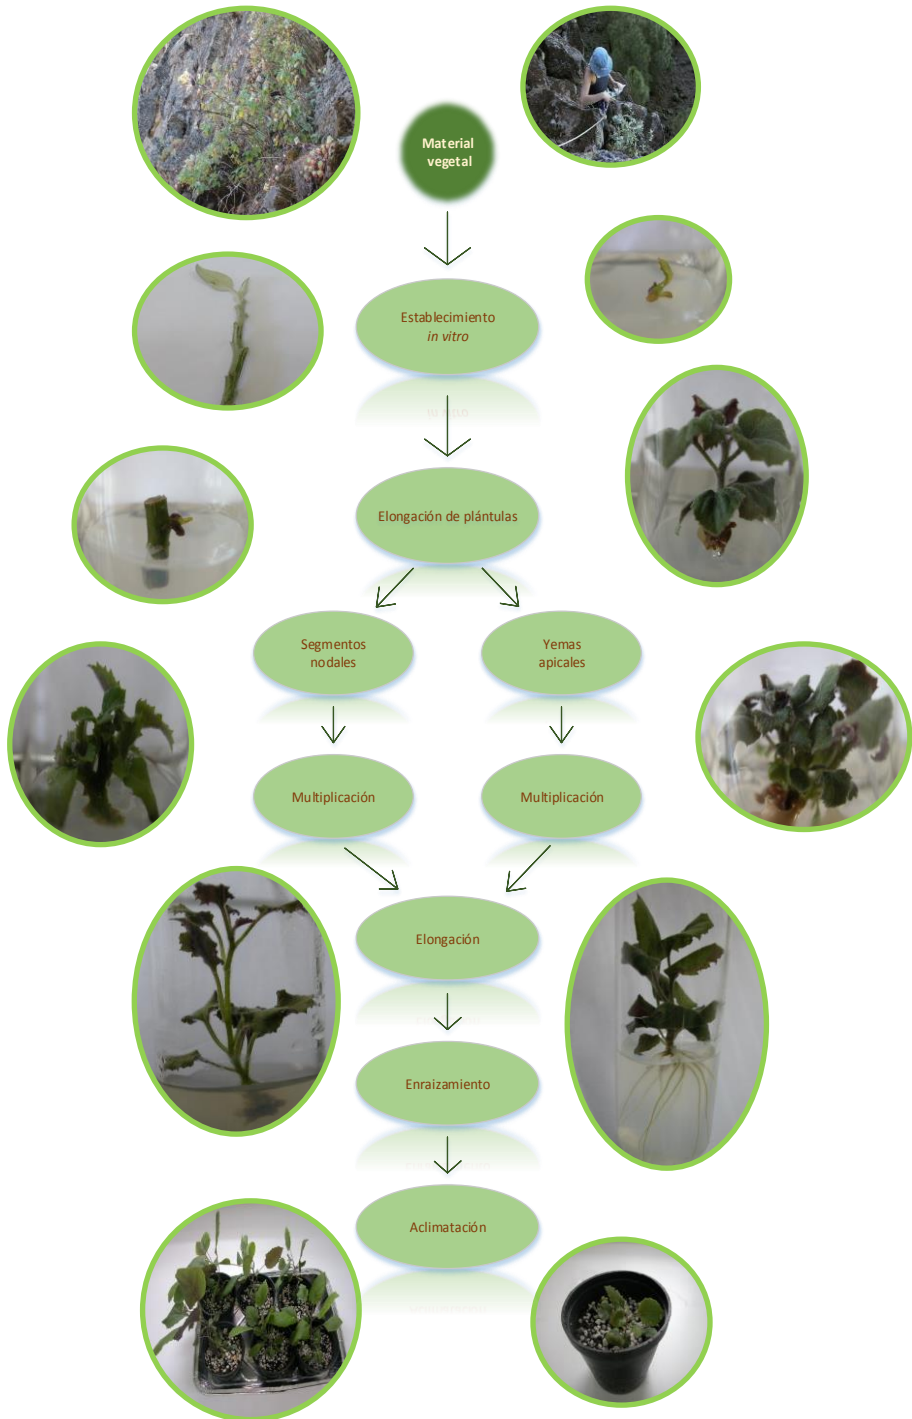 Material
vegetal
Establecimiento
in vitro
Elongación de plántulas
Segmentos
nodales
Yemas
apicales
Multiplicación
Multiplicación
Elongación
Enraizamiento
Aclimatación